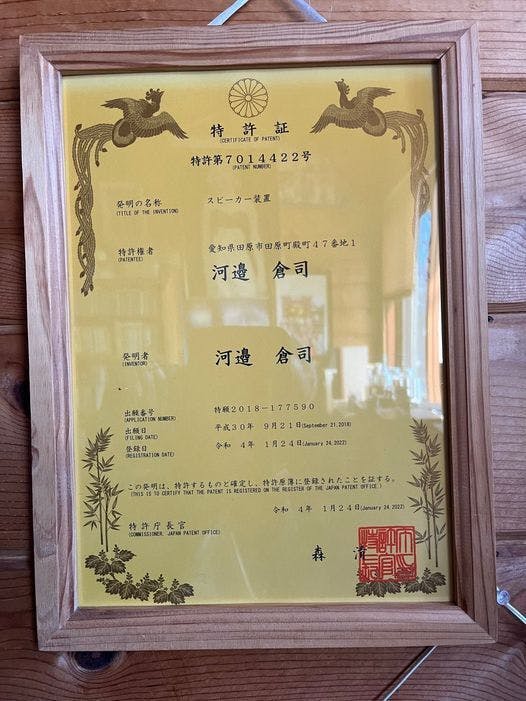 特許証
(CERTIFICATE OF PATENT)
特許第7014422号
(PATENT NUMBER)
発明の名称 スピーカー装置
(TITLE OF THE INVENTION)
特許権者 愛知県田原市田原町殿町47番地1
(PATENTEE)
河邉 倉司
発明者 河邉 倉司
(INVENTOR)
出願番号 特願2018-177590
(APPLICATION NUMBER)
出願日 平成30年 9月21日(September 21,2018)
(FILING DATE)
登録日 令和 4年 1月24日(January 24,2022)
(REGISTRATION DATE)
この発明は、特許するものと確定し、特許原簿に登録されたことを証する。
(THIS IS TO CERTIFY THAT THE PATENT IS REGISTERED ON THE REGISTER OF THE JAPAN PATENT OFFICE.)
令和 4年 1月24日(January 24,2022)
特許庁長官
(COMMISSIONER, JAPAN PATENT OFFICE)
森 清